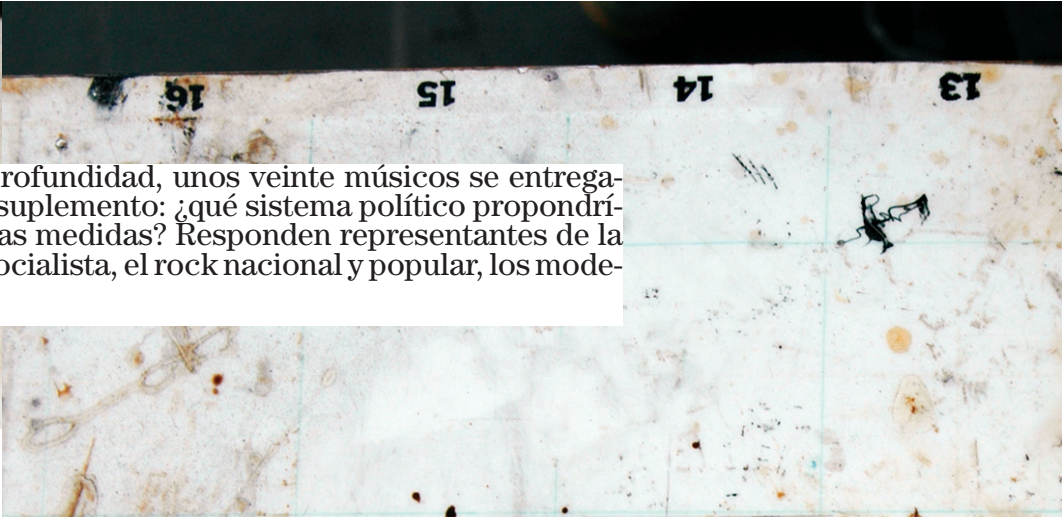 16 15 14 13
rofundidad, unos veinte músicos se entrega-
suplemento: ¿qué sistema político propondrí-
as medidas? Responden representantes de la
ocialista, el rock nacional y popular, los mode-